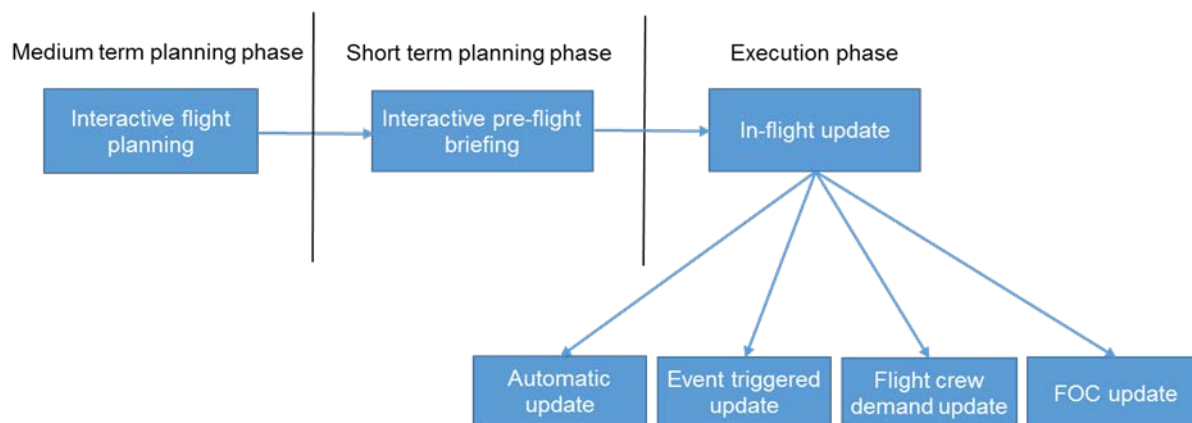 Medium term planning phase
Short term planning phase
Execution phase
Interactive flight
planning
Interactive pre-flight
briefing
In-flight update
Automatic
update
Event triggered
update
Flight crew
demand update
FOC update